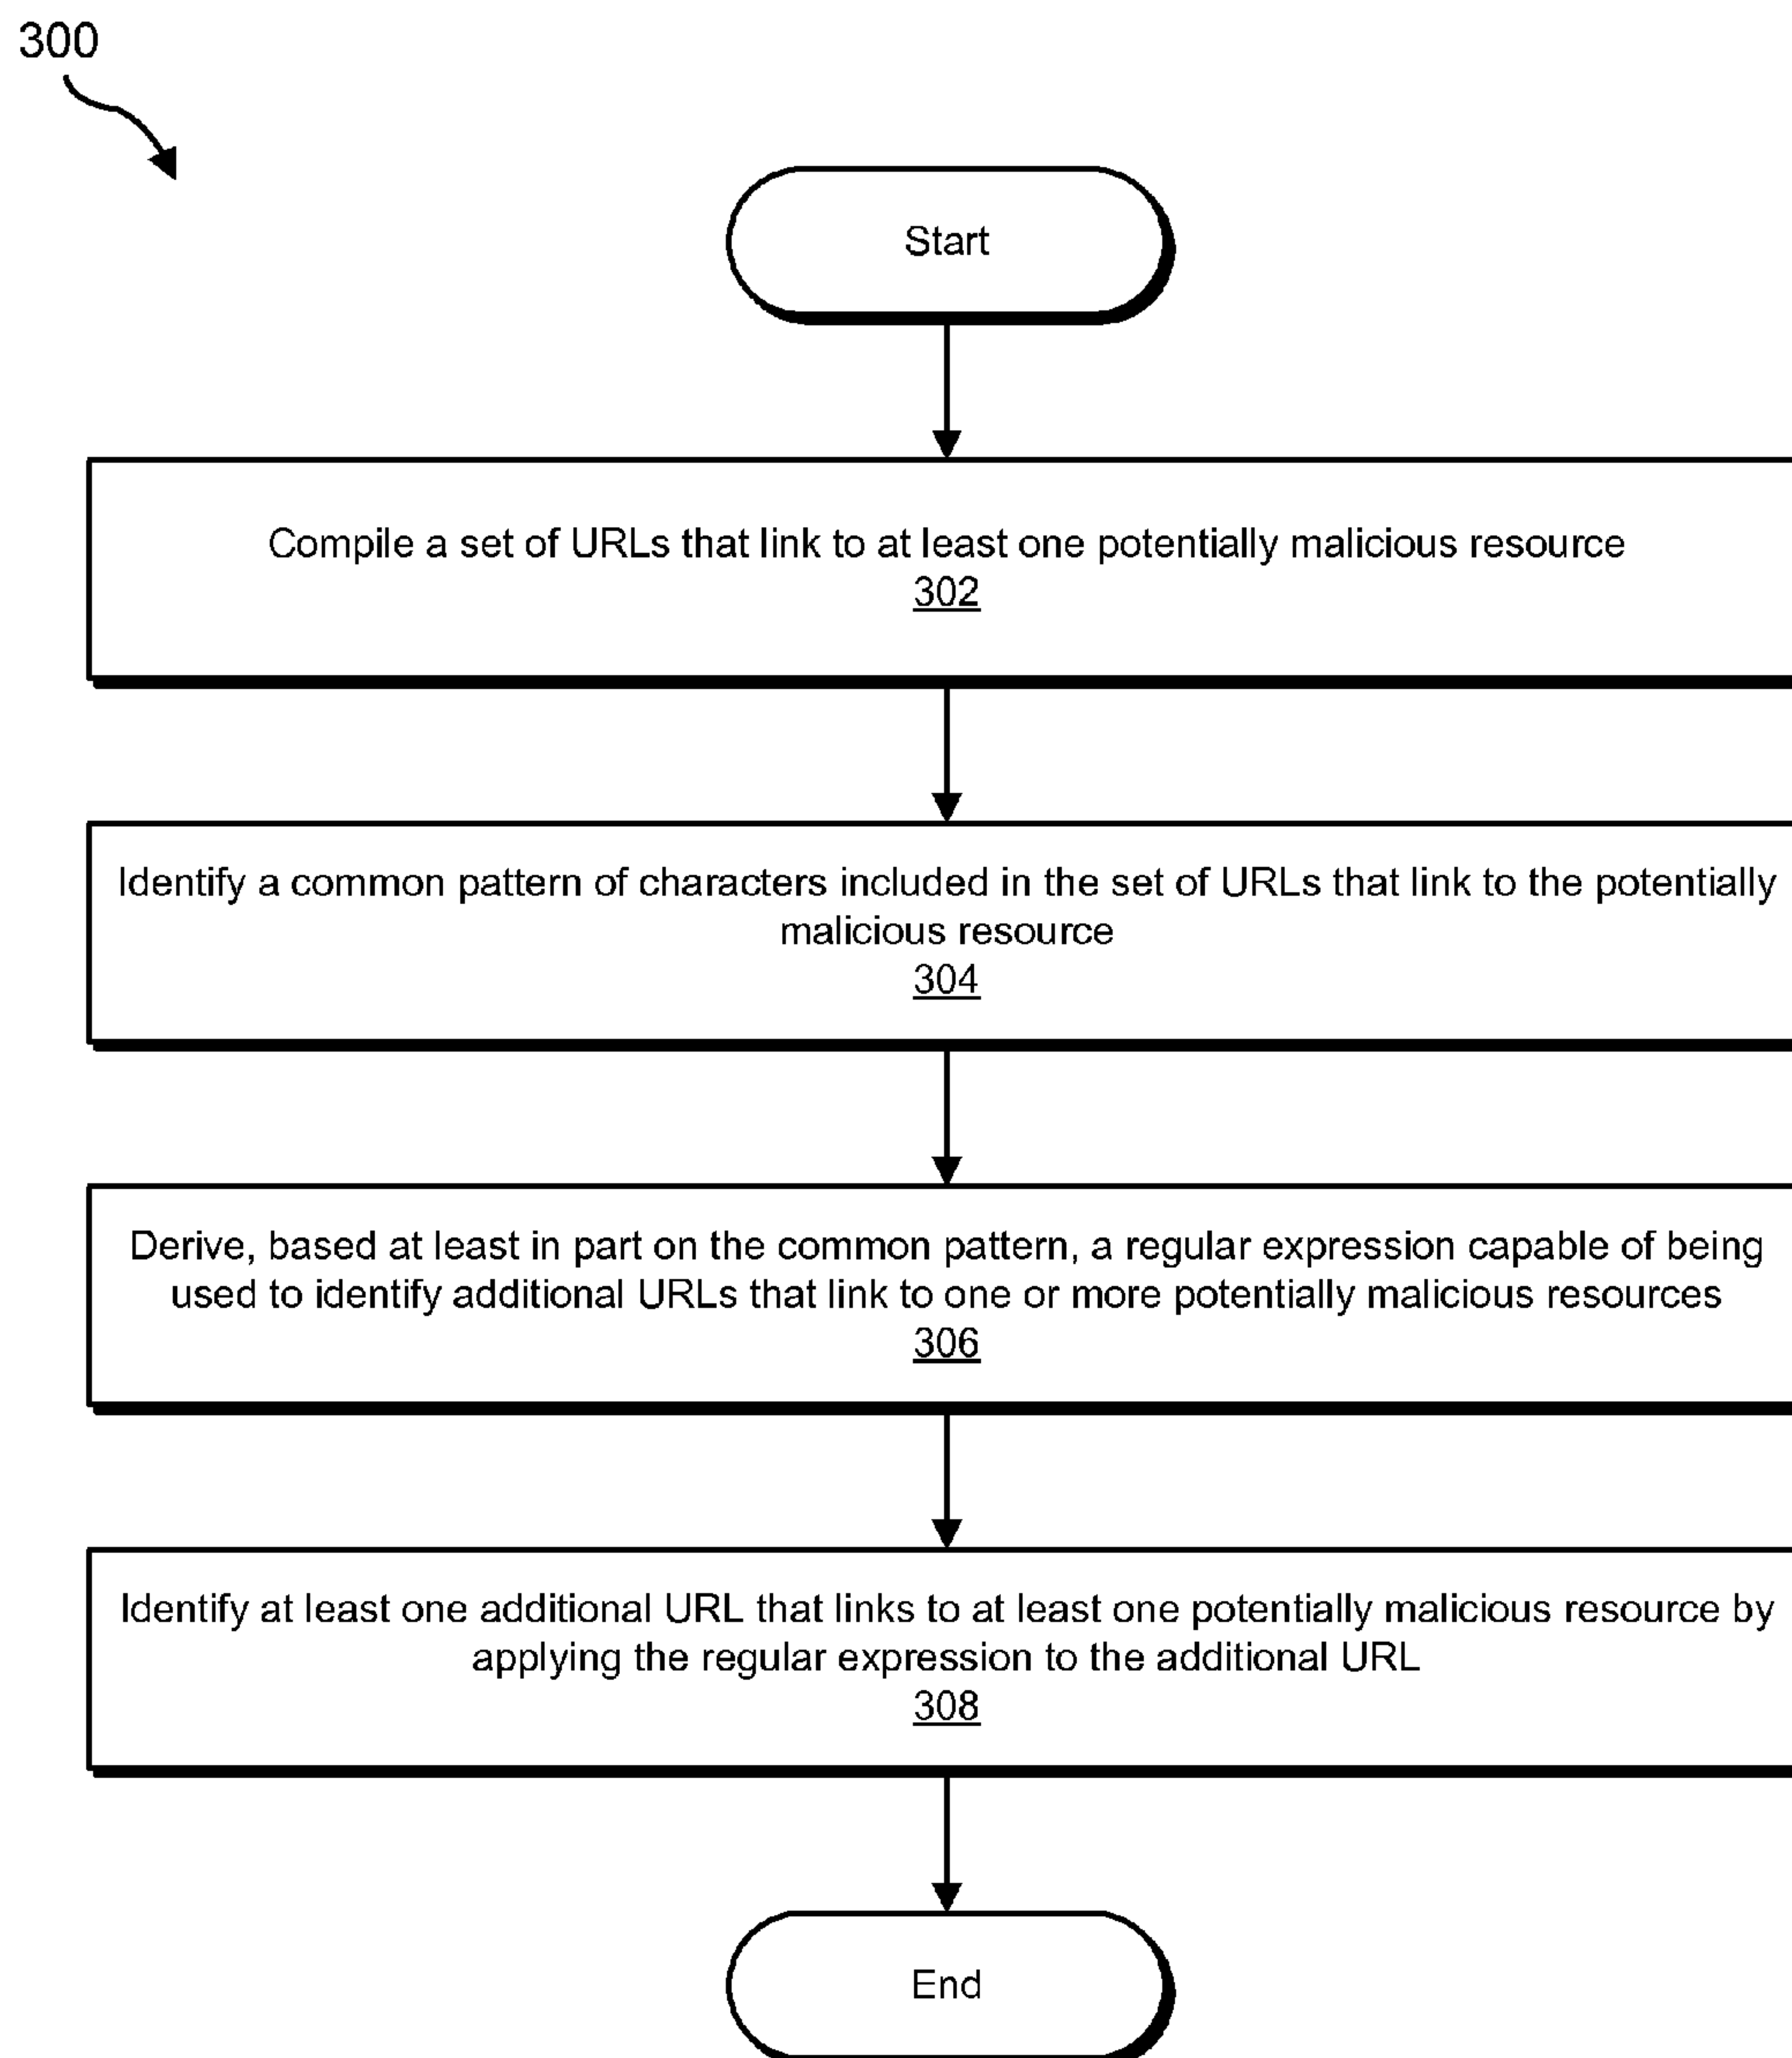 300
Start
Compile a set of URLs that link to at least one potentially malicious resource
302
Identify a common pattern of characters included in the set of URLs that link to the potentially
malicious resource
304
Derive, based at least in part on the common pattern, a regular expression capable of being
used to identify additional URLs that link to one or more potentially malicious resources
306
Identify at least one additional URL that links to at least one potentially malicious resource by
applying the regular expression to the additional URL
308
End